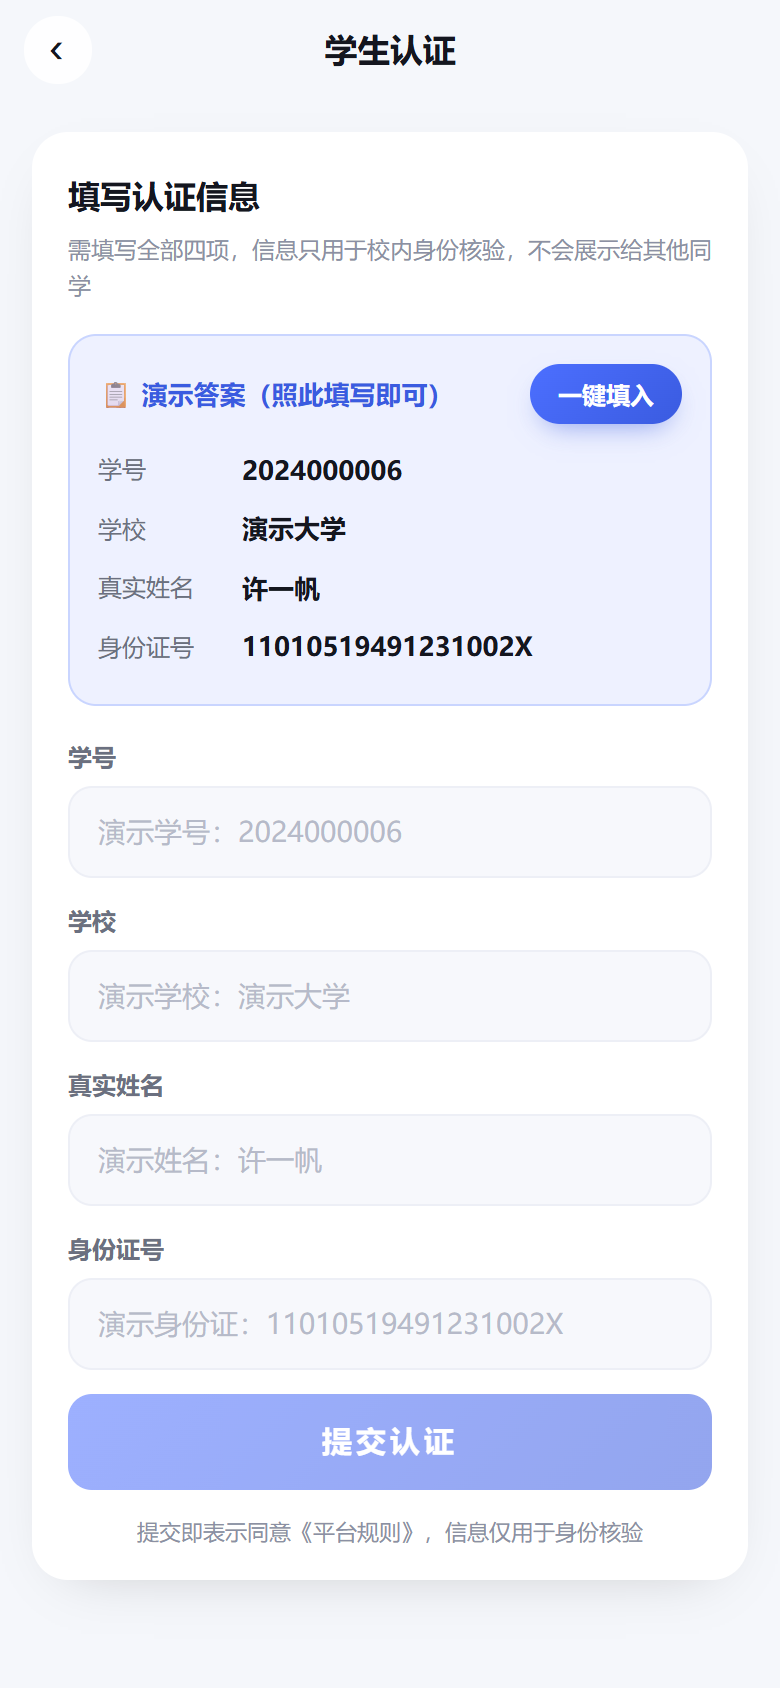 学生认证
填写认证信息
需填写全部四项，信息只用于校内身份核验，不会展示给其他同
学
演示答案（照此填写即可）
一键填入
学号 2024000006
学校 演示大学
真实姓名 许一帆
身份证号 11010519491231002X
学号
演示学号：2024000006
学校
演示学校：演示大学
真实姓名
演示姓名：许一帆
身份证号
演示身份证：11010519491231002X
提交认证
提交即表示同意《平台规则》，信息仅用于身份核验